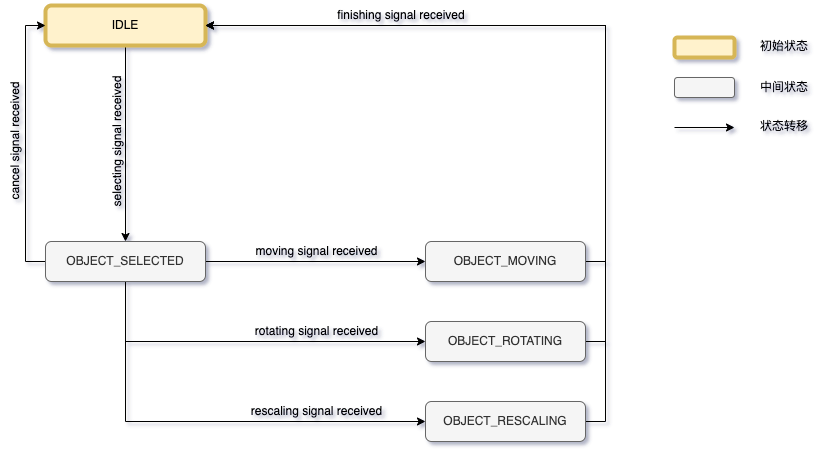 finishing signal received
IDLE
初始状态
中间状态
状态转移
cancel signal received
selecting signal received
OBJECT_SELECTED
moving signal received
OBJECT_MOVING
rotating signal received
OBJECT_ROTATING
rescaling signal received
OBJECT_RESCALING